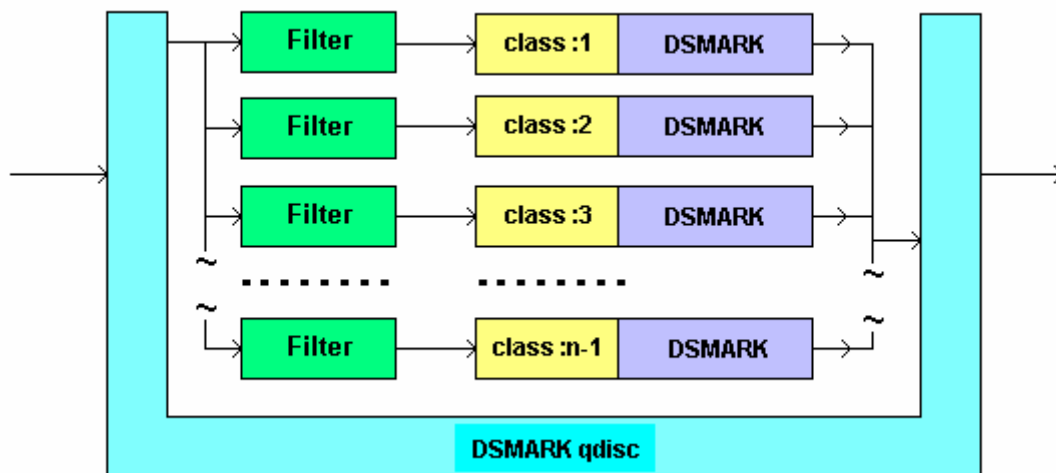 Filter class :1 DSMARK
Filter class :2 DSMARK
Filter class :3 DSMARK
Filter class :n-1 DSMARK
DSMARK qdisc